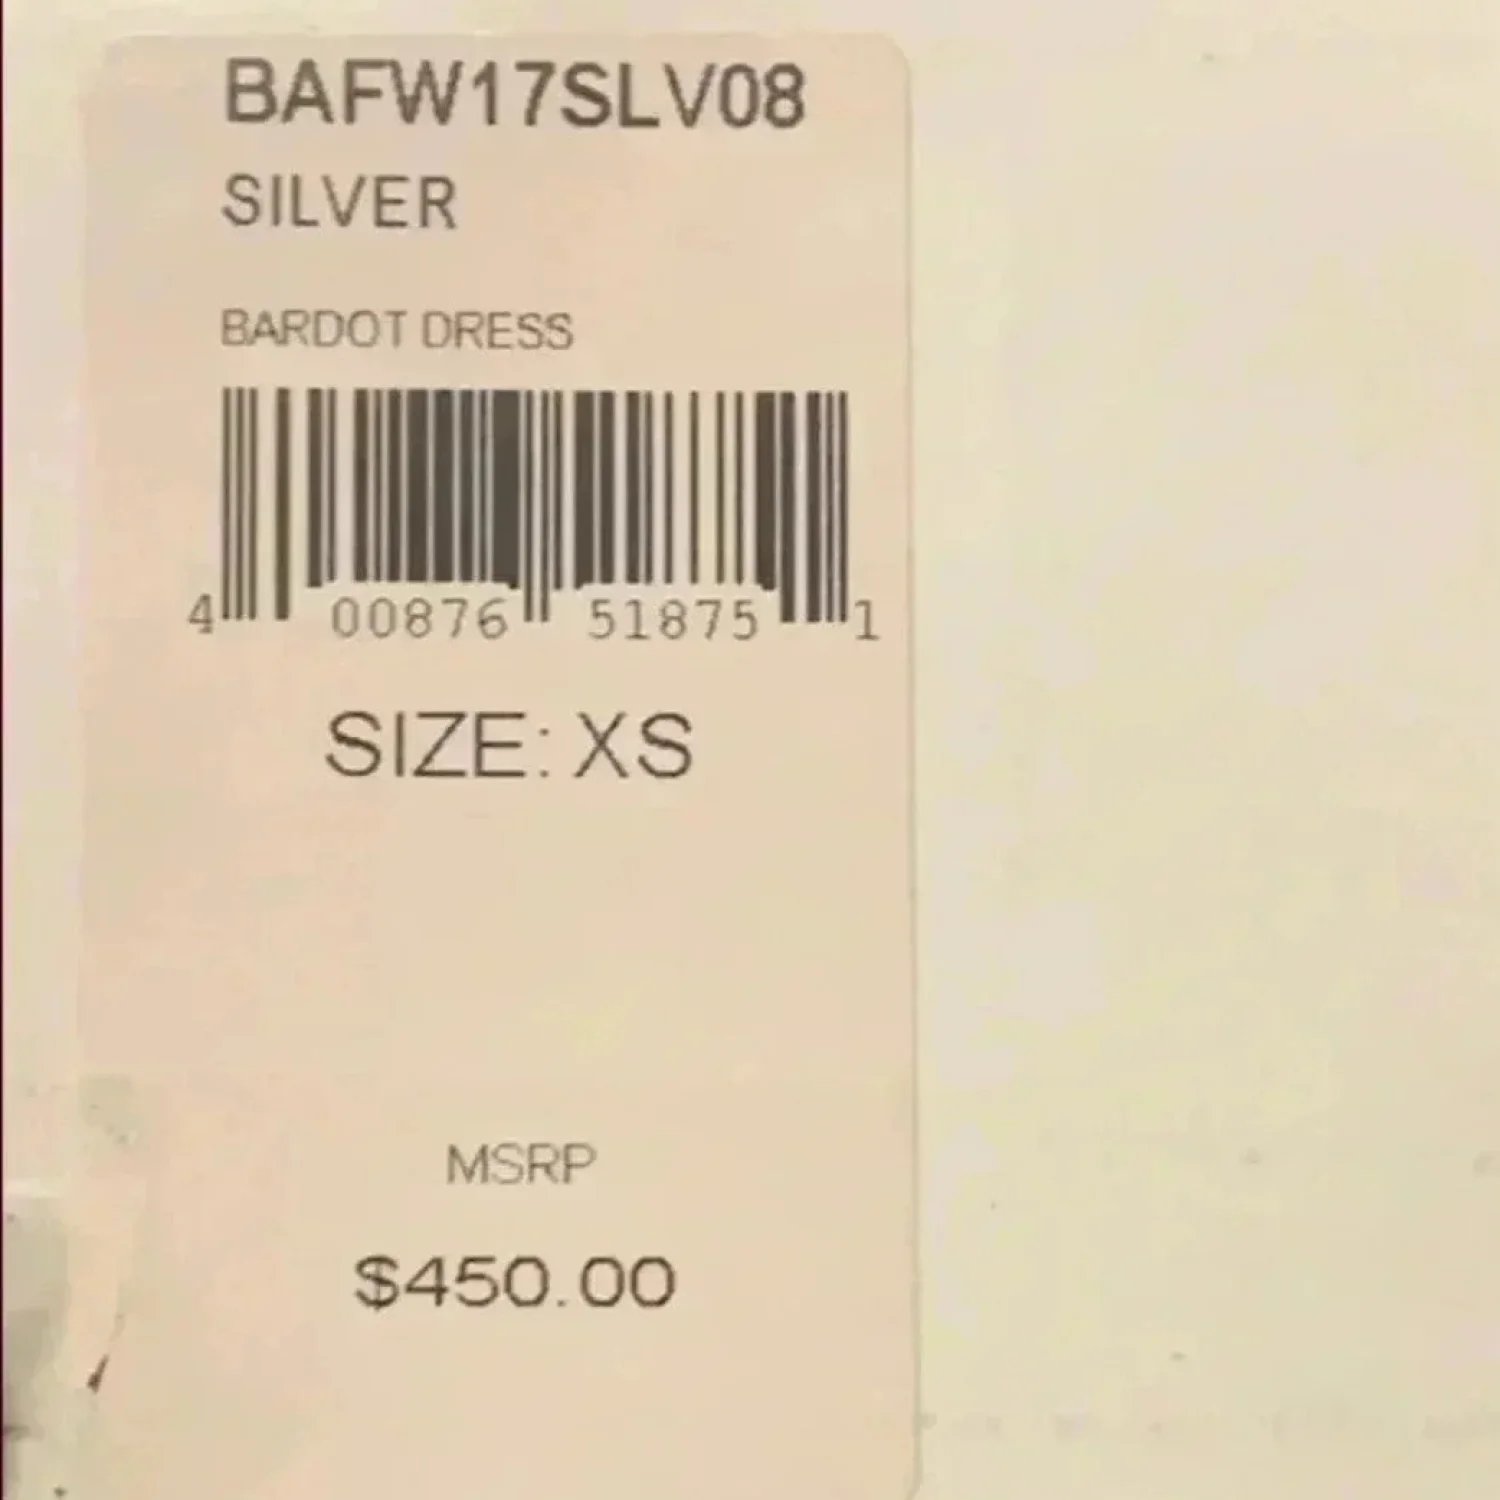 BAFW17SLV08
SILVER
BARDOT DRESS
4 00876 51875 1
SIZE: XS
MSRP
$450.00